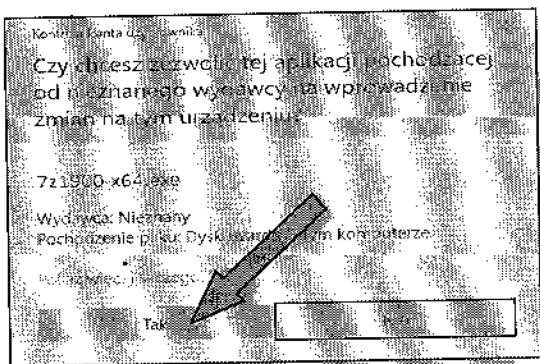 Kontrola konta użytkownika
Czy chcesz zezwolić tej aplikacji pochodzącej
od nieznanego wydawcy na wprowadzenie
zmian na tym urządzeniu?
7z1900-x64.exe
Wydawca: Nieznany
Pochodzenie pliku: Dysk twardy na tym komputerze
Tak